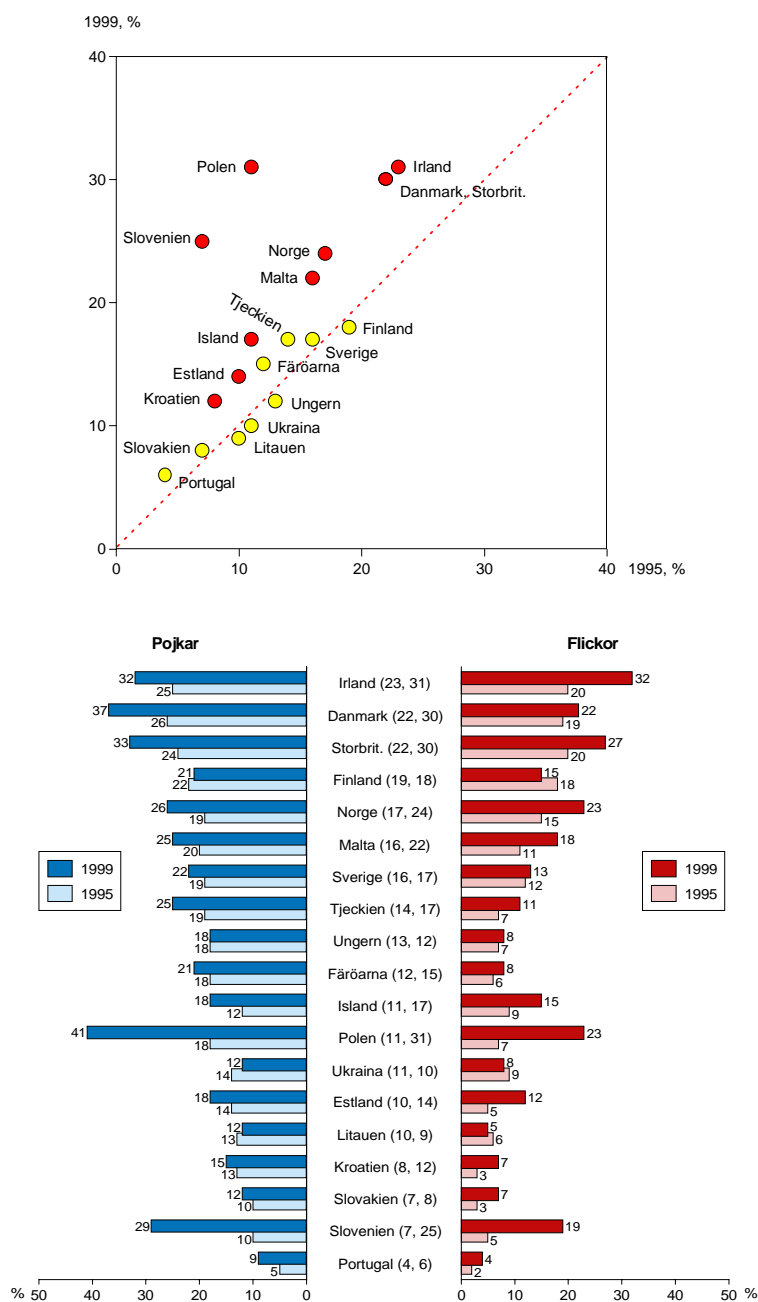 1999, %
40
Polen
Irland
30
Danmark, Storbrit.
Slovenien
Norge
Malta
20
Tjeckien
Finland
Island
Sverige
Färöarna
Estland
Kroatien
Ungern
10
Ukraina
Slovakien
Litauen
Portugal
0
0 10 20 30 40 1995, %
Pojkar Flickor
32 25 Irland (23, 31) 32 20
37 26 Danmark (22, 30) 22 19
33 24 Storbrit. (22, 30) 27 20
21 22 Finland (19, 18) 15 18
26 19 Norge (17, 24) 23 15
25 20 Malta (16, 22) 18 11
1999 1999
22 19 Sverige (16, 17) 13 12
1995 1995
25 19 Tjeckien (14, 17) 11 7
18 18 Ungern (13, 12) 8 7
21 18 Färöarna (12, 15) 8 6
18 12 Island (11, 17) 15 9
41 18 Polen (11, 31) 23 7
12 14 Ukraina (11, 10) 8 9
18 14 Estland (10, 14) 12 5
12 13 Litauen (10, 9) 5 6
15 13 Kroatien (8, 12) 7 3
12 10 Slovakien (7, 8) 7 3
29 10 Slovenien (7, 25) 19 5
9 5 Portugal (4, 6) 4 2
% 50 40 30 20 10 0 0 10 20 30 40 50 %